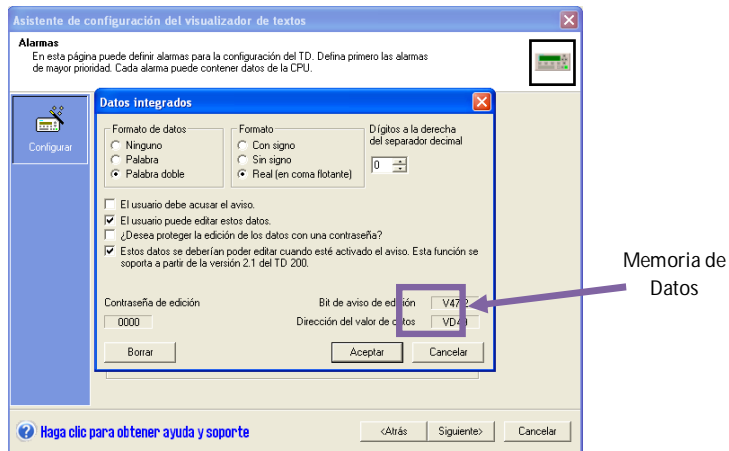 Asistente de configuración del visualizador de textos
Alarmas
En esta página puede definir alarmas para la configuración del TD. Defina primero las alarmas
de mayor prioridad. Cada alarma puede contener datos de la CPU.
Configurar
Datos integrados
Formato de datos
Ninguno
Palabra
Palabra doble
Formato
Con signo
Sin signo
Real (en coma flotante)
Dígitos a la derecha
del separador decimal
0
El usuario debe acusar el aviso.
El usuario puede editar estos datos.
¿Desea proteger la edición de los datos con una contraseña?
Estos datos se deberían poder editar cuando esté activado el aviso. Esta función se
soporta a partir de la versión 2.1 del TD 200.
Contraseña de edición
0000
Bit de aviso de edición
Dirección del valor de datos
Borrar
Aceptar
Cancelar
Memoria de
Datos
Haga clic para obtener ayuda y soporte
<Atrás
Siguiente>
Cancelar